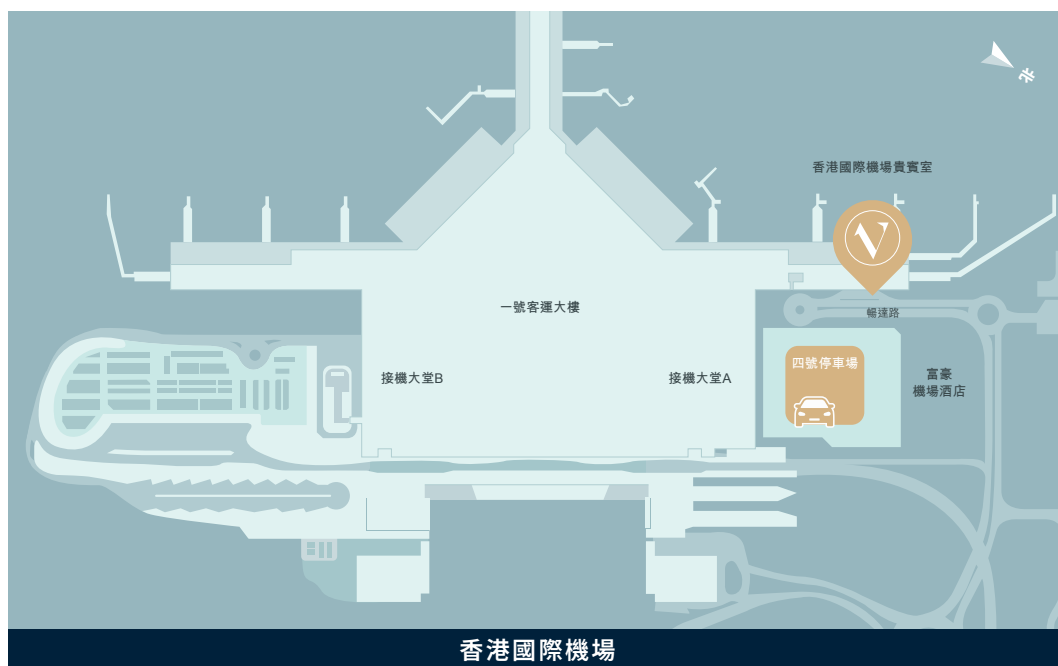 北
香港國際機場貴賓室
V
一號客運大樓
暢達路
接機大堂B
接機大堂A
四號停車場
富豪
機場酒店
香港國際機場